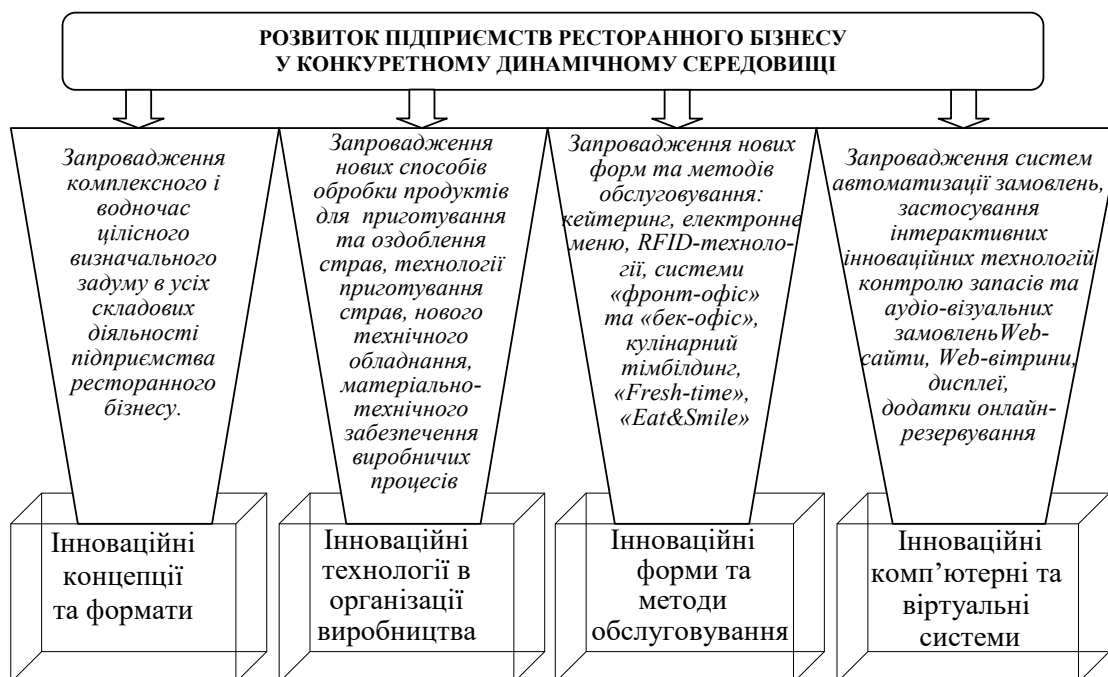 РОЗВИТОК ПІДПРИЄМСТВ РЕСТОРАННОГО БІЗНЕСУ
У КОНКУРЕТНОМУ ДИНАМІЧНОМУ СЕРЕДОВИЩІ
Запровадження
комплексного і
водночас
цілісного
визначального
задуму в усіх
складових
діяльності
підприємства
ресторанного
бізнесу.
Запровадження
нових способів
обробки продуктів
для приготування
та оздоблення
страв, технології
приготування
страв, нового
технічного
обладнання,
матеріально-
технічного
забезпечення
виробничих
процесів
Запровадження нових
форм та методів
обслуговування:
кейтеринг, електронне
меню, RFID-техноло-
гії, системи
«фронт-офіс»
та «бек-офіс»,
кулінарний
тімбілдинг,
«Fresh-time»,
«Eat&Smile»
Запровадження систем
автоматизації замовлень,
застосування
інтерактивних
інноваційних технологій
контролю запасів та
аудіо-візуальних
замовленьWeb-
сайти, Web-вітрини,
дисплеї,
додатки онлайн-
резервування
Інноваційні
концепції
та формати
Інноваційні
технології в
організації
виробництва
Інноваційні
форми та
методи
обслуговування
Інноваційні
комп’ютерні та
віртуальні
системи